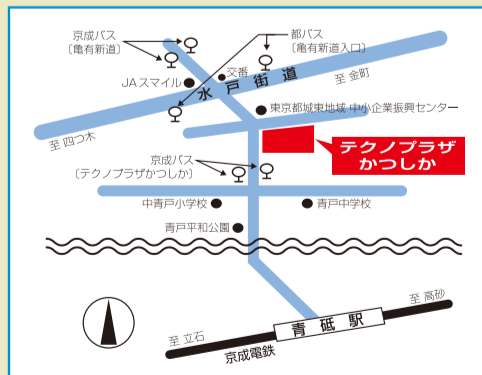 京成バス
〔亀有新道〕
都バス
〔亀有新道入口〕
交番
JAスマイル
水戸街道
至 金町
東京都城東地域 中小企業振興センター
至 四つ木
テクノプラザ
かつしか
京成バス
〔テクノプラザかつしか〕
中青戸小学校
青戸中学校
青戸平和公園
至 高砂
青砥駅
至 立石
京成電鉄